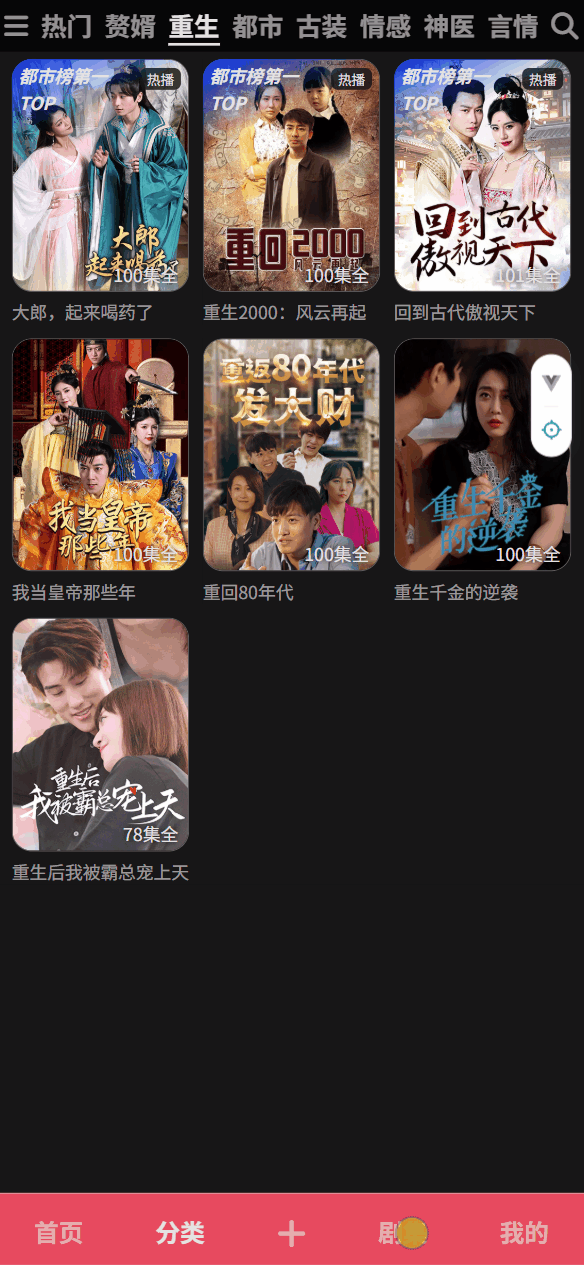 热门 赘婿 重生 都市 古装 情感 神医 言情
都市榜第一
TOP
热播
大郎
起来喝药了
100集全
都市榜第一
TOP
热播
重回2000
风云再起
100集全
都市榜第一
TOP
热播
回到古代
傲视天下
101集全
大郎，起来喝药了
重生2000：风云再起
回到古代傲视天下
我当皇帝
那些年
100集全
重返80年代
发大财
100集全
重生千金
的逆袭
100集全
我当皇帝那些年
重回80年代
重生千金的逆袭
重生后
我被霸总宠上天
78集全
重生后我被霸总宠上天
首页 分类 剧 我的